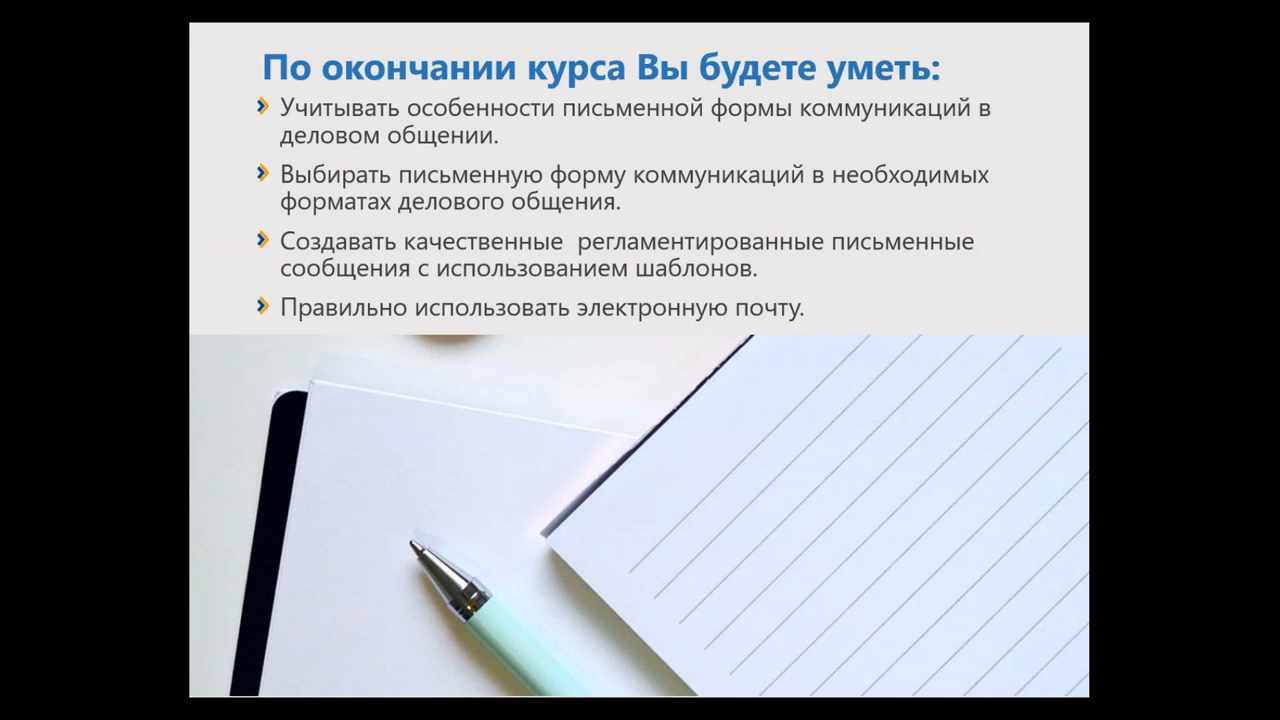 По окончании курса Вы будете уметь:
Учитывать особенности письменной формы коммуникаций в
деловом общении.
Выбирать письменную форму коммуникаций в необходимых
форматах делового общения.
Создавать качественные  регламентированные письменные
сообщения с использованием шаблонов.
Правильно использовать электронную почту.